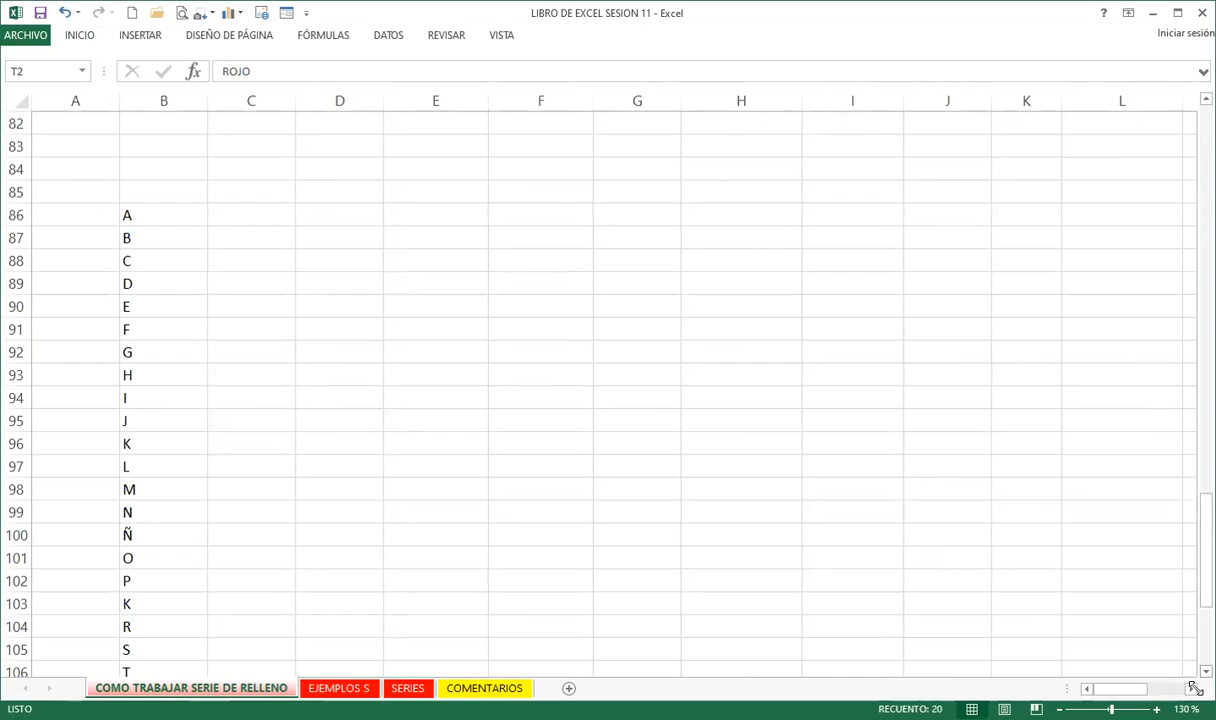 LIBRO DE EXCEL SESION 11 - Excel
?
ARCHIVO INICIO INSERTAR DISEÑO DE PÁGINA FÓRMULAS DATOS REVISAR VISTA Iniciar sesión
T2 fx ROJO
A B C D E F G H I J K L
82
83
84
85
86 A
87 B
88 C
89 D
90 E
91 F
92 G
93 H
94 I
95 J
96 K
97 L
98 M
99 N
100 Ñ
101 O
102 P
103 K
104 R
105 S
106 T
COMO TRABAJAR SERIE DE RELLENO EJEMPLOS S SERIES COMENTARIOS
LISTO RECUENTO: 20 130 %